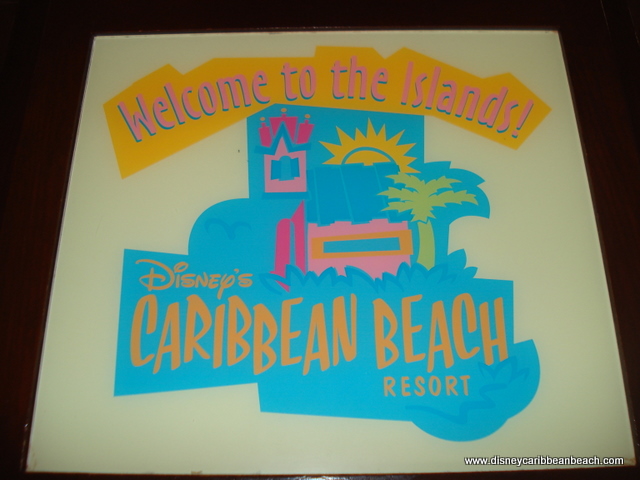 Welcome to the Islands!
Disney's
CARIBBEAN BEACH
RESORT
www.disneycaribbeanbeach.com